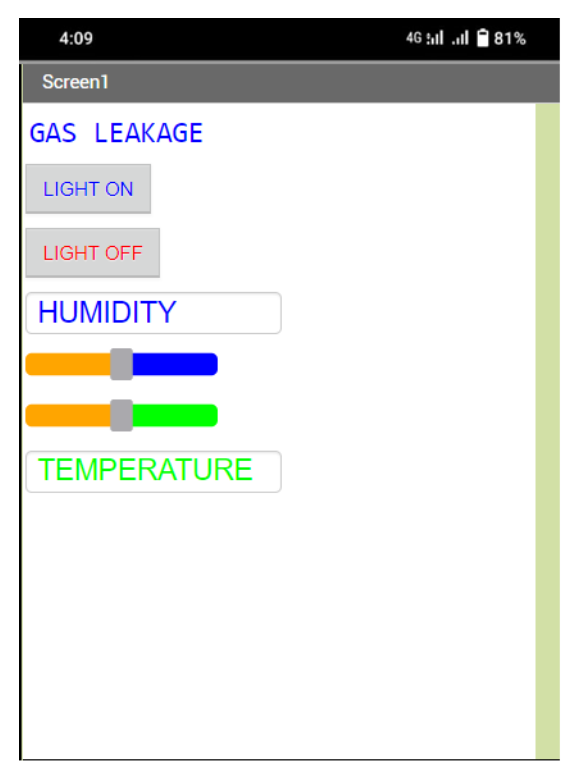 4:09 4G 81%
Screen1
GAS LEAKAGE
LIGHT ON
LIGHT OFF
HUMIDITY
TEMPERATURE